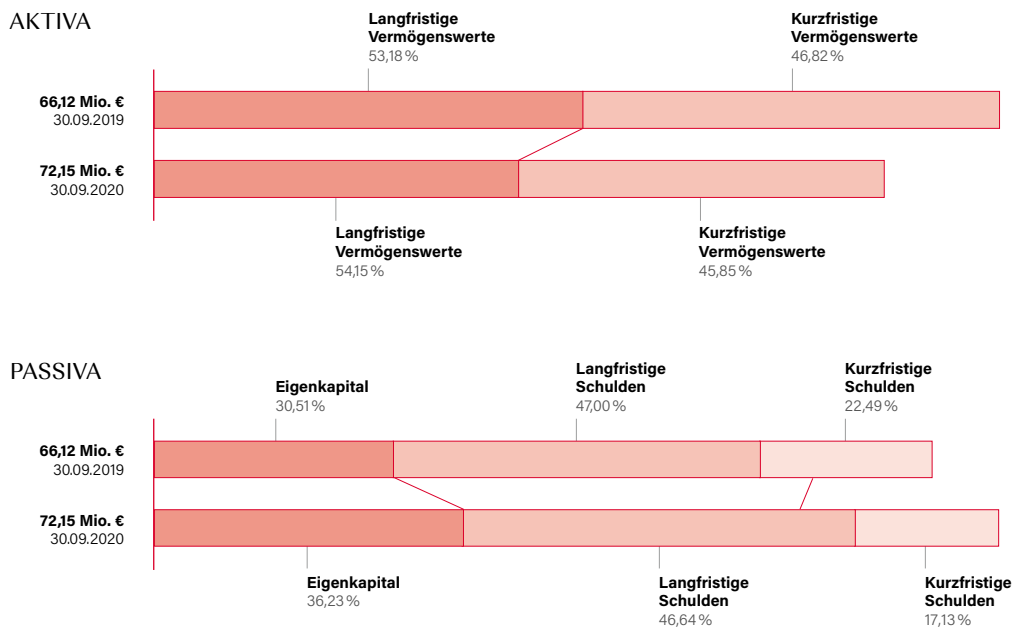 AKTIVA
Langfristige
Vermögenswerte
53,18 %
Kurzfristige
Vermögenswerte
46,82 %
66,12 Mio. €
30.09.2019
72,15 Mio. €
30.09.2020
Langfristige
Vermögenswerte
54,15 %
Kurzfristige
Vermögenswerte
45,85 %
PASSIVA
Eigenkapital
30,51 %
Langfristige
Schulden
47,00 %
Kurzfristige
Schulden
22,49 %
66,12 Mio. €
30.09.2019
72,15 Mio. €
30.09.2020
Eigenkapital
36,23 %
Langfristige
Schulden
46,64 %
Kurzfristige
Schulden
17,13 %